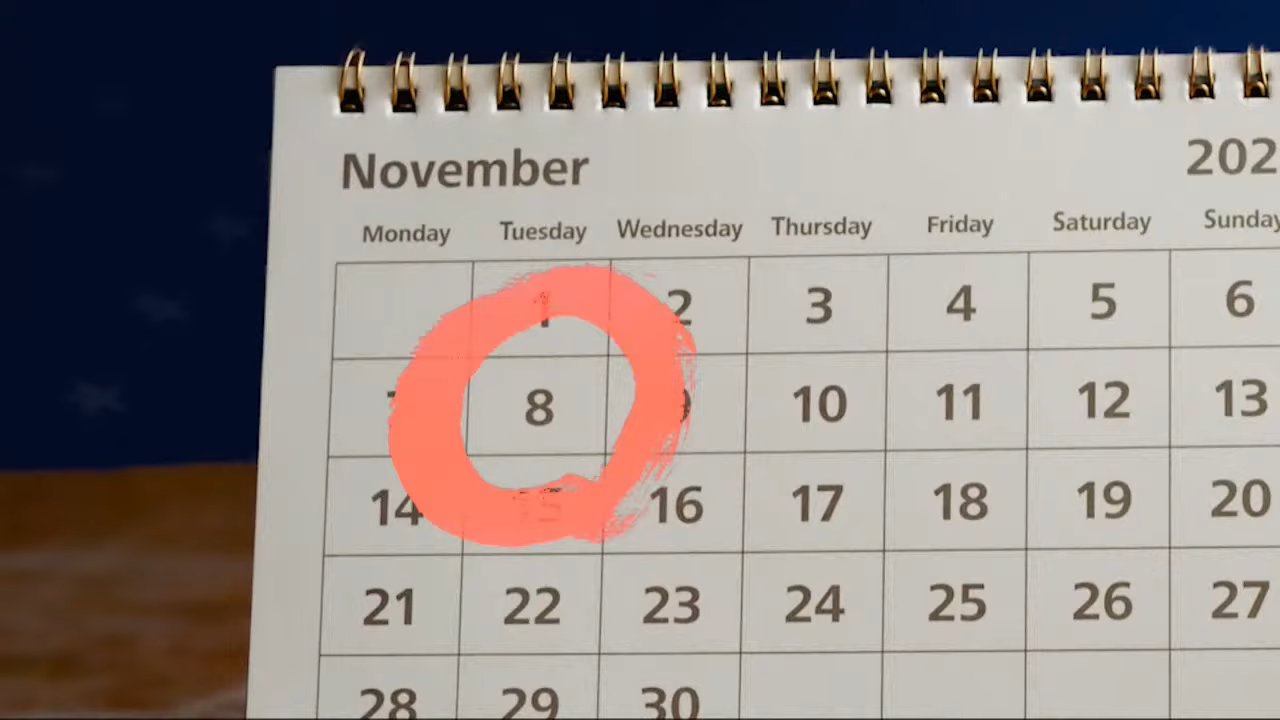 November 202
Monday Tuesday Wednesday Thursday Friday Saturday Sunday
1 2 3 4 5 6
8 10 11 12 13
14 15 16 17 18 19 20
21 22 23 24 25 26 27
28 29 30